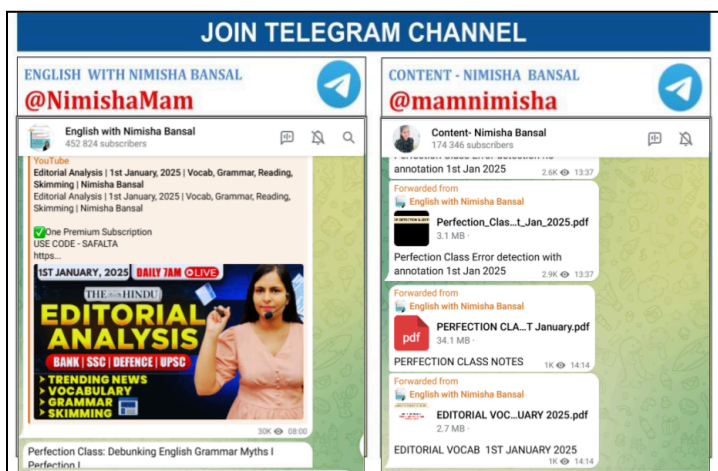 JOIN TELEGRAM CHANNEL
ENGLISH WITH NIMISHA BANSAL
@NimishaMam
English with Nimisha Bansal
452 824 subscribers
YouTube
Editorial Analysis | 1st January, 2025 | Vocab, Grammar, Reading,
Skimming | Nimisha Bansal
Editorial Analysis | 1st January, 2025 | Vocab, Grammar, Reading,
Skimming | Nimisha Bansal
✅One Premium Subscription
USE CODE - SAFALTA
https...
1ST JANUARY, 2025 DAILY 7AM LIVE
THE HINDU
EDITORIAL
ANALYSIS
BANK | SSC | DEFENCE | UPSC
> TRENDING NEWS
> VOCABULARY
> GRAMMAR
> SKIMMING
30K 08:00
Perfection Class: Debunking English Grammar Myths I
Perfection I
CONTENT - NIMISHA BANSAL
@mamnimisha
Content- Nimisha Bansal
174 346 subscribers
annotation 1st Jan 2025 2.6K 13:37
Forwarded from
English with Nimisha Bansal
Perfection_Clas...t_Jan_2025.pdf
3.1 MB ·
Perfection Class Error detection with
annotation 1st Jan 2025 2.9K 13:37
Forwarded from
English with Nimisha Bansal
pdf
PERFECTION CLA...T January.pdf
34.1 MB ·
PERFECTION CLASS NOTES 1K 14:14
Forwarded from
English with Nimisha Bansal
EDITORIAL VOC...UARY 2025.pdf
2.7 MB ·
EDITORIAL VOCAB 1ST JANUARY 2025
1K 14:14